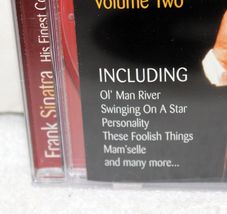 Volume Two
Frank Sinatra His Finest Co
INCLUDING
Ol' Man River
Swinging On A Star
Personality
These Foolish Things
Mam'selle
and many more...